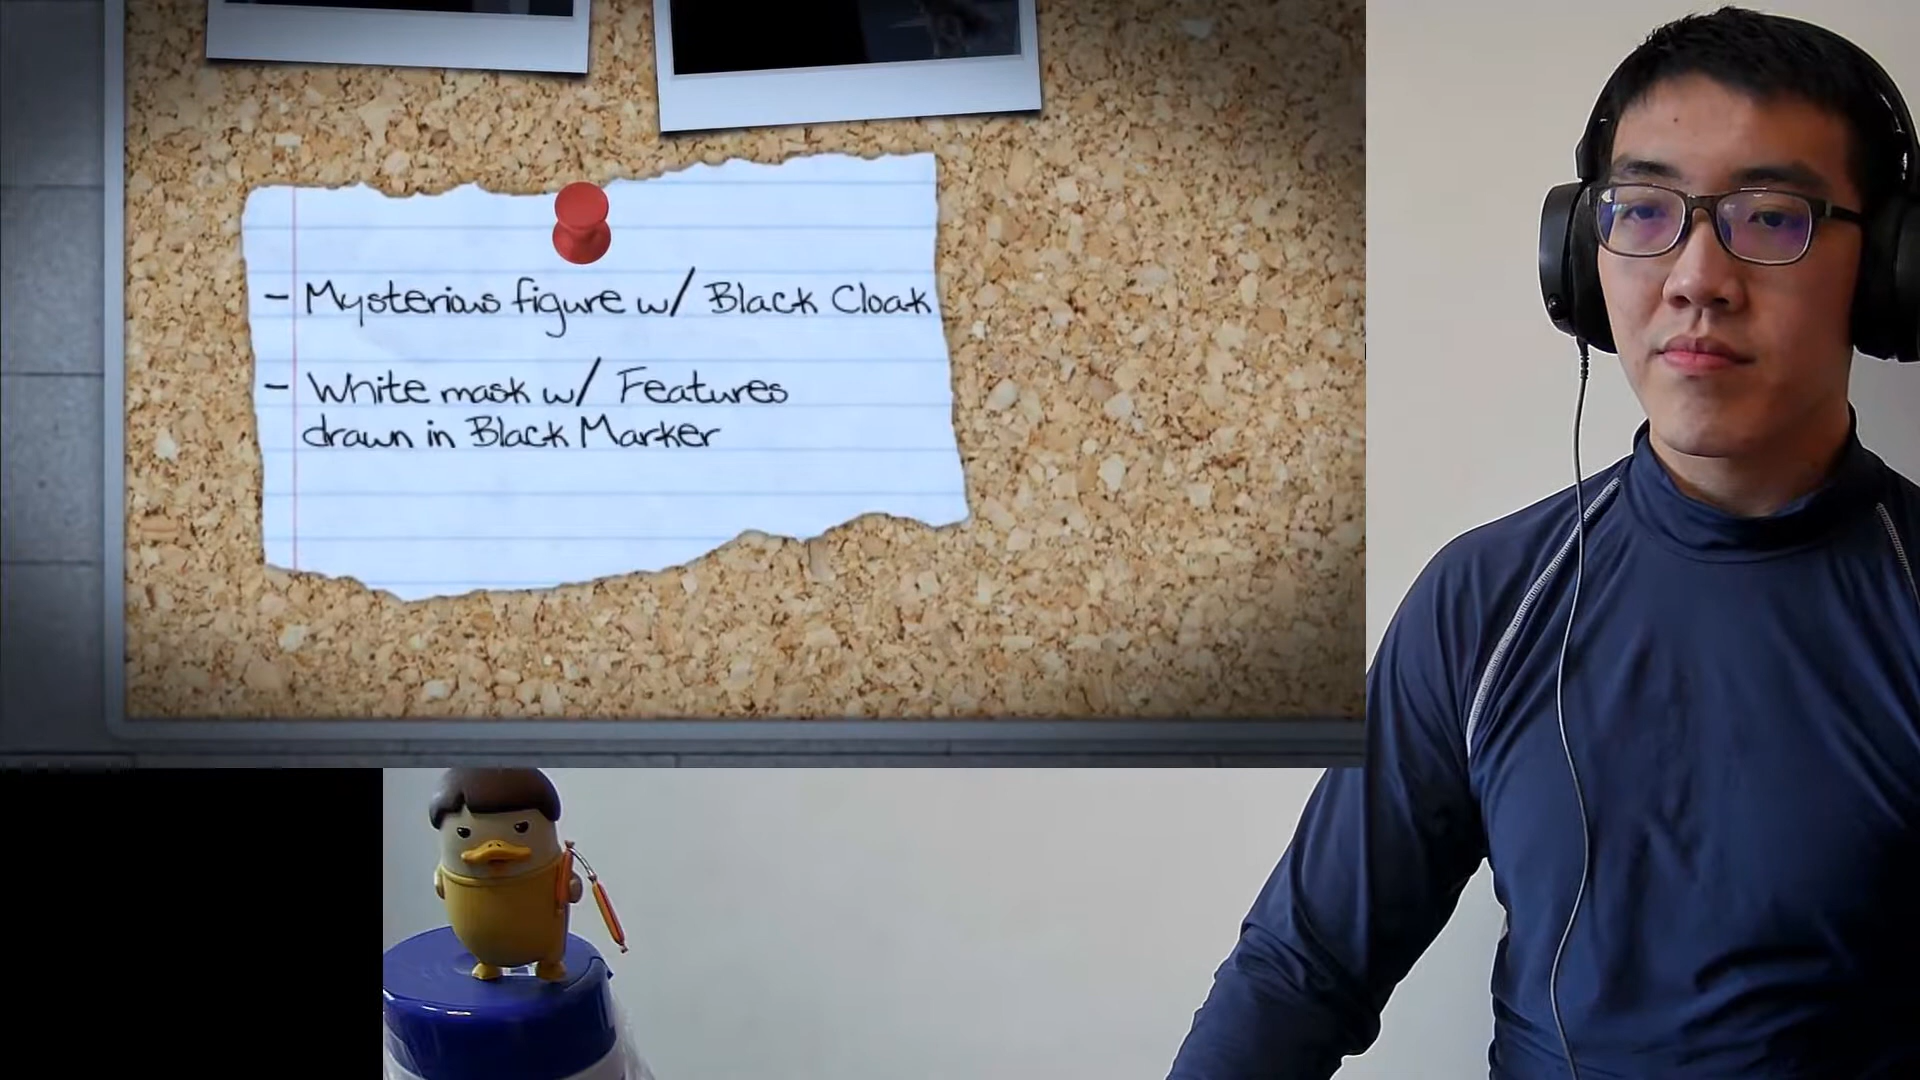 - Mysterious figure w/ Black Cloak
- White mask w/ Features
drawn in Black Marker